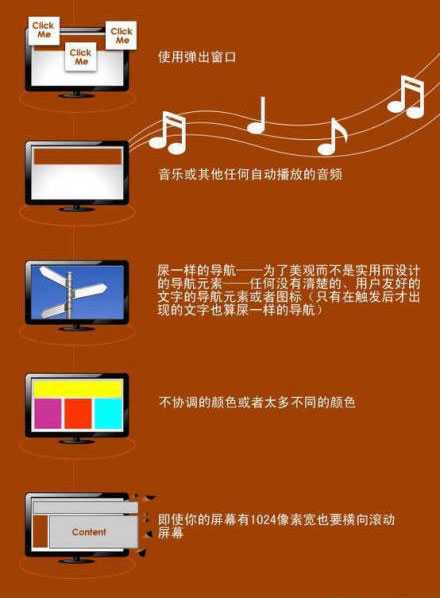 Click
Me
Click
Me
Click
Me
使用弹出窗口
音乐或其他任何自动播放的音频
屎一样的导航——为了美观而不是实用而设计
的导航元素——任何没有清楚的、用户友好的
文字的导航元素或者图标（只有在触发后才出
现的文字也算屎一样的导航）
不协调的颜色或者太多不同的颜色
Content
即使你的屏幕有1024像素宽也要横向滚动
屏幕